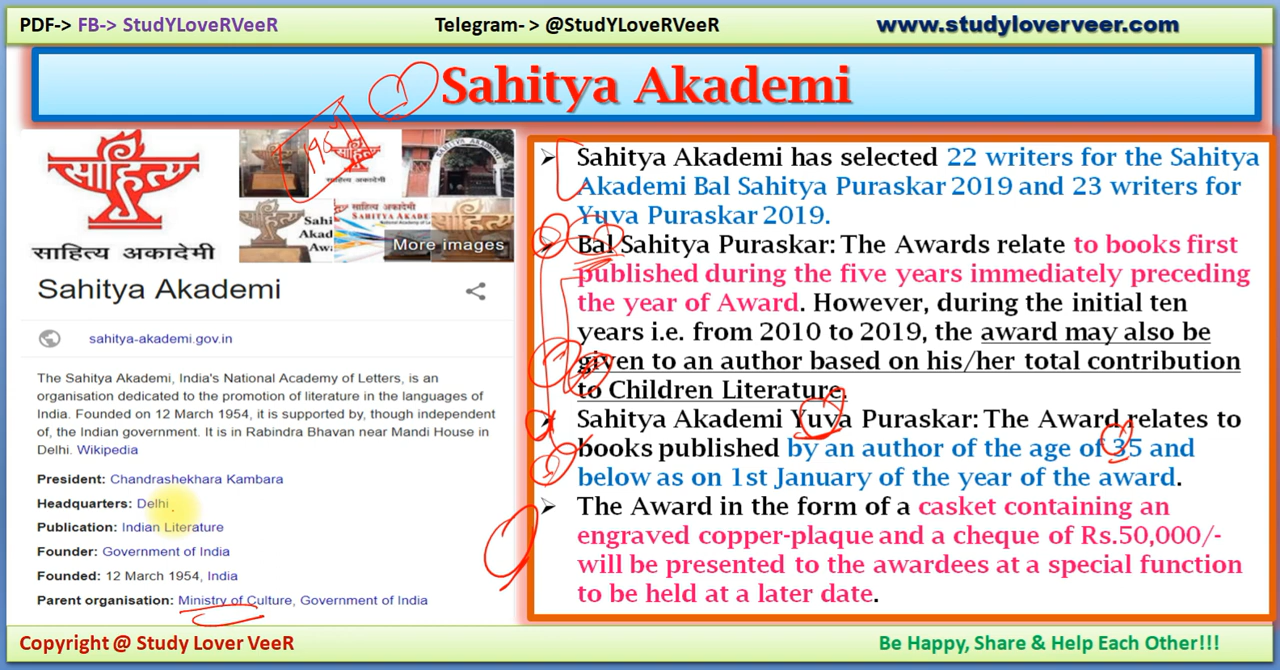 PDF-> FB-> StudYLoveRVeeR
Telegram- > @StudYLoveRVeeR
www.studyloverveer.com
Sahitya Akademi
1954
साहित्य
साहित्य अकादेमी
More images
Sahitya Akademi
sahitya-akademi.gov.in
The Sahitya Akademi, India's National Academy of Letters, is an
organisation dedicated to the promotion of literature in the languages of
India. Founded on 12 March 1954, it is supported by, though independent
of, the Indian government. It is in Rabindra Bhavan near Mandi House in
Delhi. Wikipedia
President: Chandrashekhara Kambara
Headquarters: Delhi
Publication: Indian Literature
Founder: Government of India
Founded: 12 March 1954, India
Parent organisation: Ministry of Culture, Government of India
Sahitya Akademi has selected 22 writers for the Sahitya
Akademi Bal Sahitya Puraskar 2019 and 23 writers for
Yuva Puraskar 2019.
Bal Sahitya Puraskar: The Awards relate to books first
published during the five years immediately preceding
the year of Award. However, during the initial ten
years i.e. from 2010 to 2019, the award may also be
given to an author based on his/her total contribution
to Children Literature.
Sahitya Akademi Yuva Puraskar: The Award relates to
books published by an author of the age of 35 and
below as on 1st January of the year of the award.
The Award in the form of a casket containing an
engraved copper-plaque and a cheque of Rs.50,000/-
will be presented to the awardees at a special function
to be held at a later date.
Copyright @ Study Lover VeeR
Be Happy, Share & Help Each Other!!!